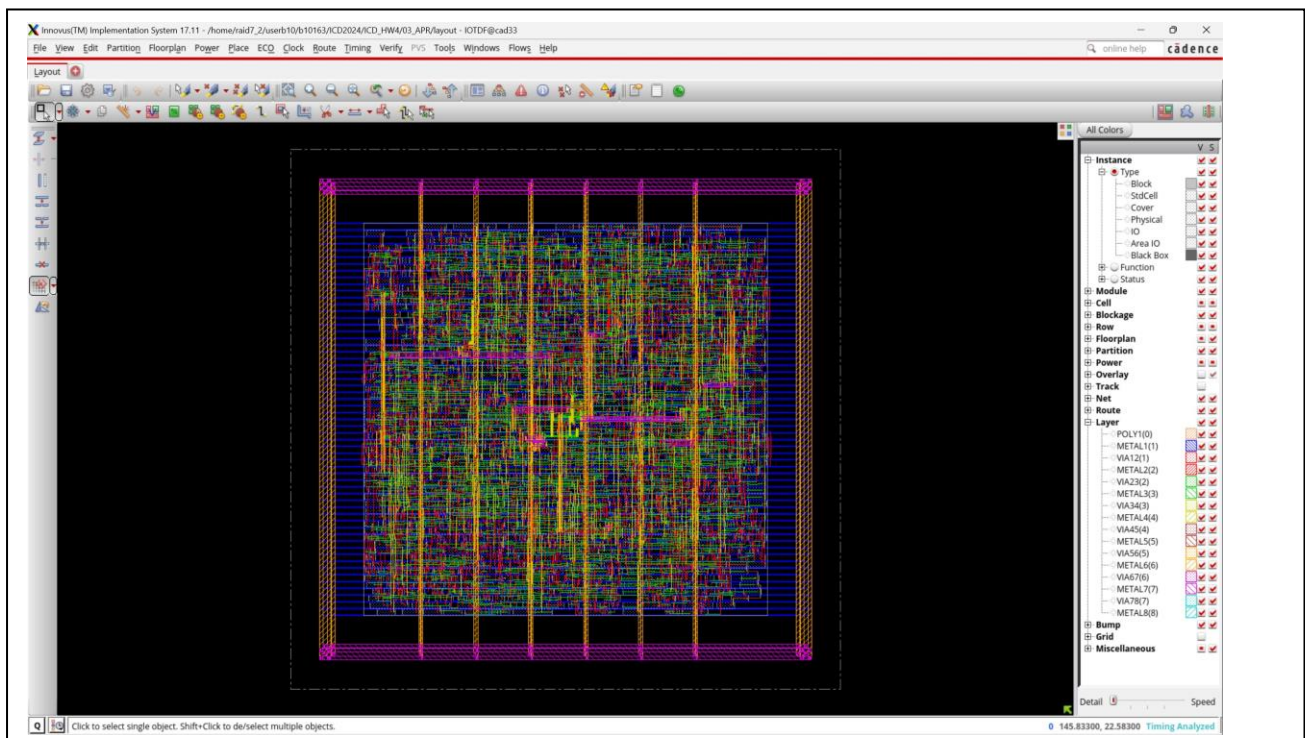 Innovus(TM) Implementation System 17.11 - /home/raid7_2/userb10/b10163/ICD2024/ICD_HW4/03_APR/layout - IOTDF@cad33
File View Edit Partition Floorplan Power Place ECO Clock Route Timing Verify PVS Tools Windows Flows Help
online help
cādence
Layout
All Colors
V S
Instance
Type
Block
StdCell
Cover
Physical
IO
Area IO
Black Box
Function
Status
Module
Cell
Blockage
Row
Floorplan
Partition
Power
Overlay
Track
Net
Route
Layer
POLY1(0)
METAL1(1)
VIA12(1)
METAL2(2)
VIA23(2)
METAL3(3)
VIA34(3)
METAL4(4)
VIA45(4)
METAL5(5)
VIA56(5)
METAL6(6)
VIA67(6)
METAL7(7)
VIA78(7)
METAL8(8)
Bump
Grid
Miscellaneous
Detail Speed
Q Click to select single object. Shift+Click to de/select multiple objects. 0 145.83300, 22.58300 Timing Analyzed